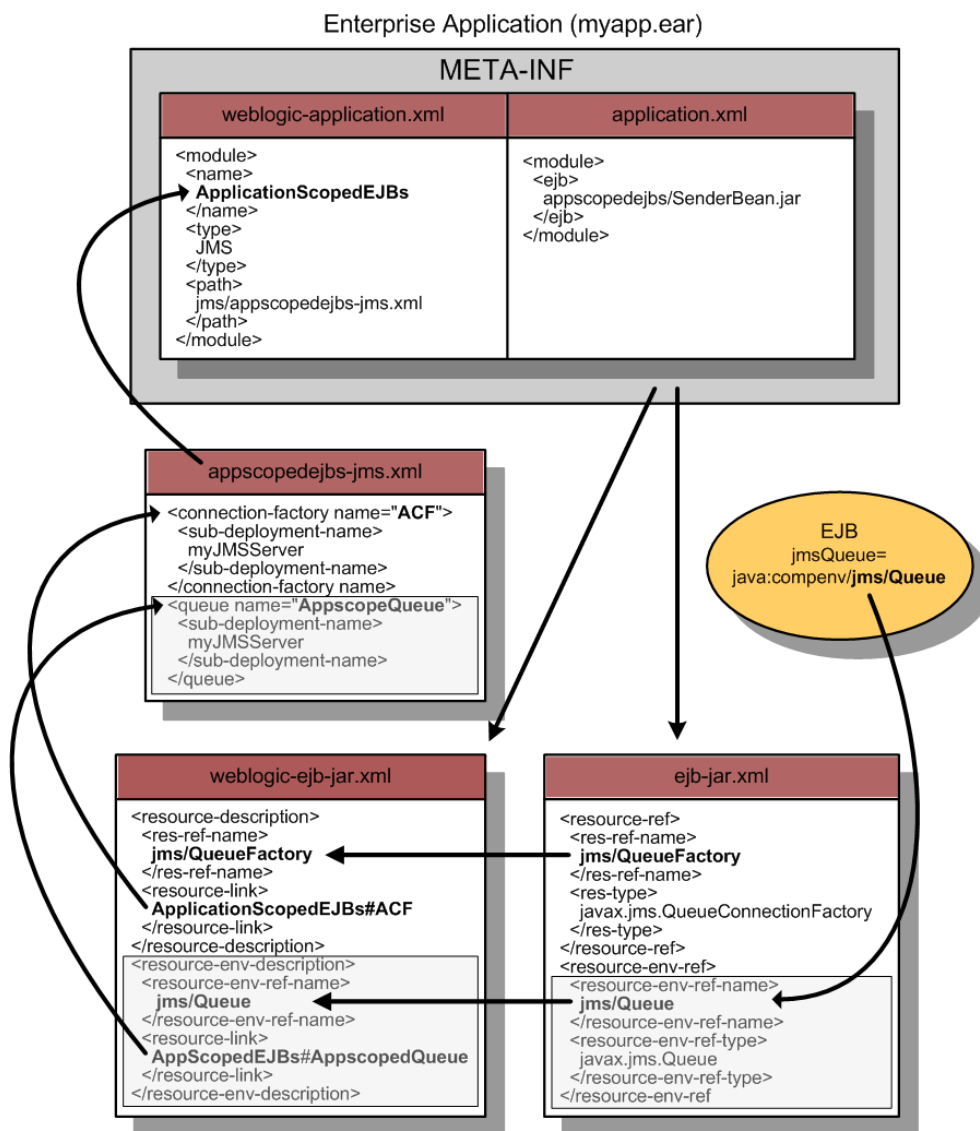 Enterprise Application (myapp.ear)
META-INF
weblogic-application.xml
<module>
<name>
ApplicationScopedEJBs
</name>
<type>
JMS
</type>
<path>
jms/appscopedejbs-jms.xml
</path>
</module>
application.xml
<module>
<ejb>
appscopedejbs/SenderBean.jar
</ejb>
</module>
appscopedejbs-jms.xml
<connection-factory name="ACF">
<sub-deployment-name>
myJMSServer
</sub-deployment-name>
</connection-factory name>
<queue name="AppscopeQueue">
<sub-deployment-name>
myJMSServer
</sub-deployment-name>
</queue>
EJB
jmsQueue=
java:compenv/jms/Queue
weblogic-ejb-jar.xml
<resource-description>
<res-ref-name>
jms/QueueFactory
</res-ref-name>
<resource-link>
ApplicationScopedEJBs#ACF
</resource-link>
</resource-description>
<resource-env-description>
<resource-env-ref-name>
jms/Queue
</resource-env-ref-name>
<resource-link>
AppScopedEJBs#AppscopedQueue
</resource-link>
</resource-env-description>
ejb-jar.xml
<resource-ref>
<res-ref-name>
jms/QueueFactory
</res-ref-name>
<res-type>
javax.jms.QueueConnectionFactory
</res-type>
</resource-ref>
<resource-env-ref>
<resource-env-ref-name>
jms/Queue
</resource-env-ref-name>
<resource-env-ref-type>
javax.jms.Queue
</resource-env-ref-type>
</resource-env-ref